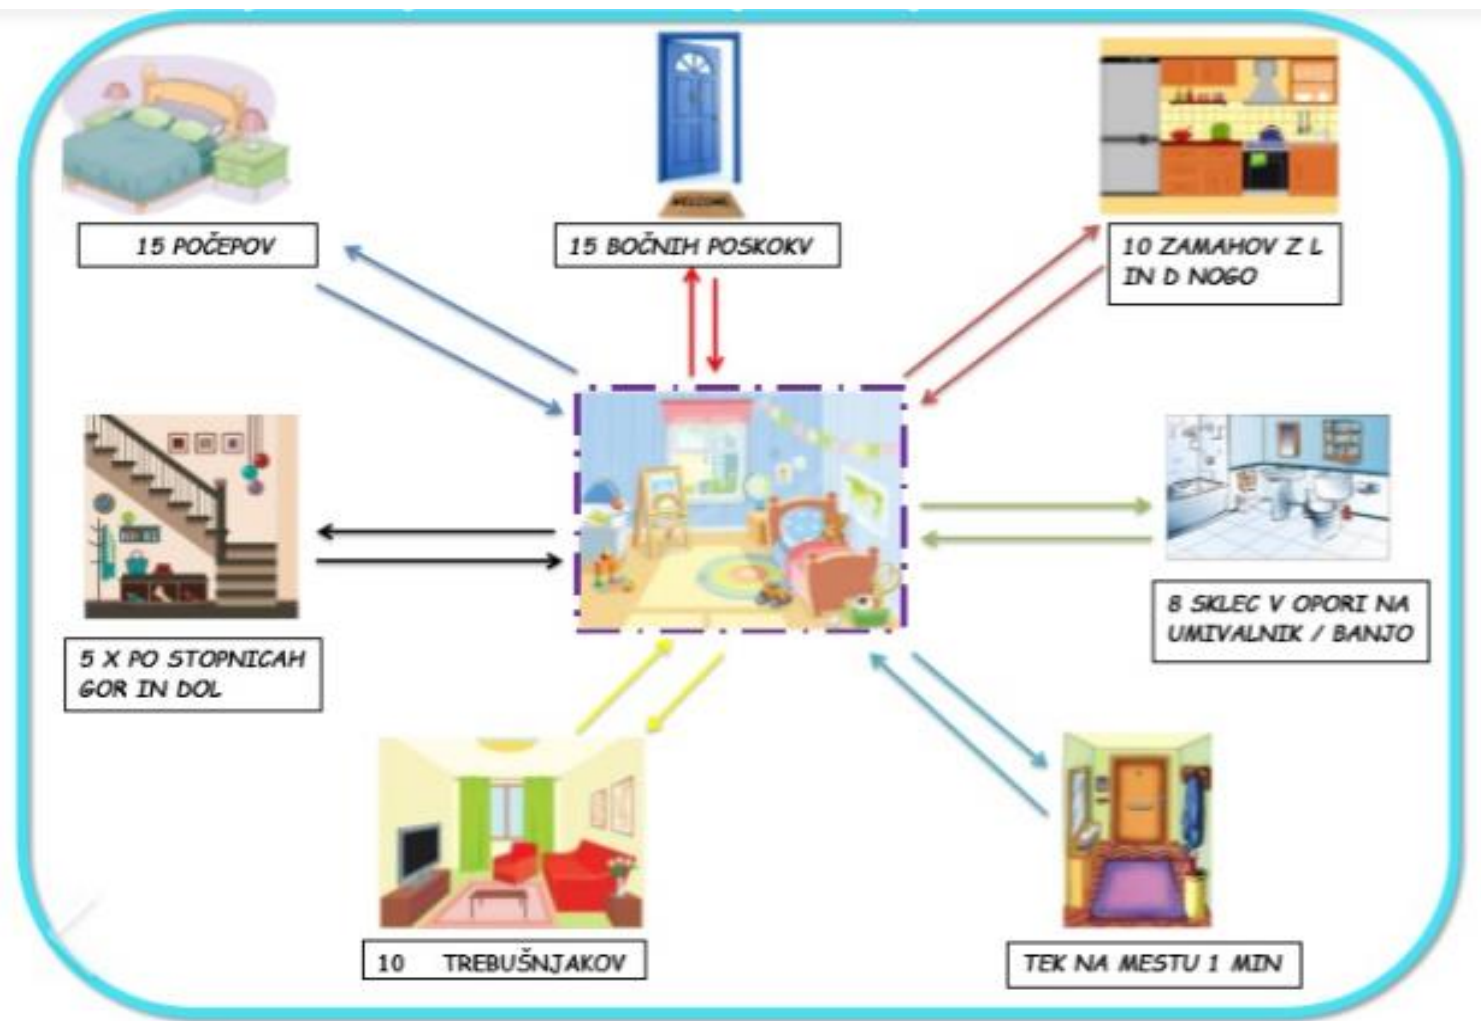 WELCOME
15 POČEPOV
15 BOČNIH POSKOKV
10 ZAMAHOV Z L
IN D NOGO
5 X PO STOPNICAH
GOR IN DOL
8 SKLEC V OPORI NA
UMIVALNIK / BANJO
10 TREBUŠNJAKOV
TEK NA MESTU 1 MIN